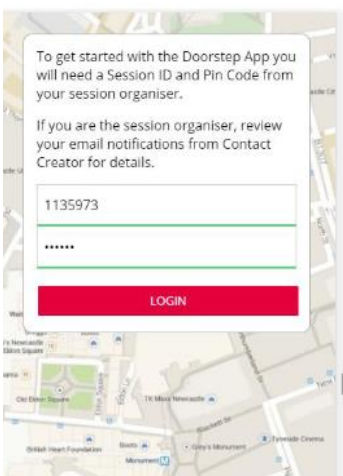 To get started with the Doorstep App you
will need a Session ID and Pin Code from
your session organiser.
If you are the session organiser, review
your email notifications from Contact
Creator for details.
1135973
••••••
LOGIN
Old Eldon Square
TK Maxx Newcastle
Blackett St
British Heart Foundation
Boots
Grey's Monument
Tyneside Cinema
Monument